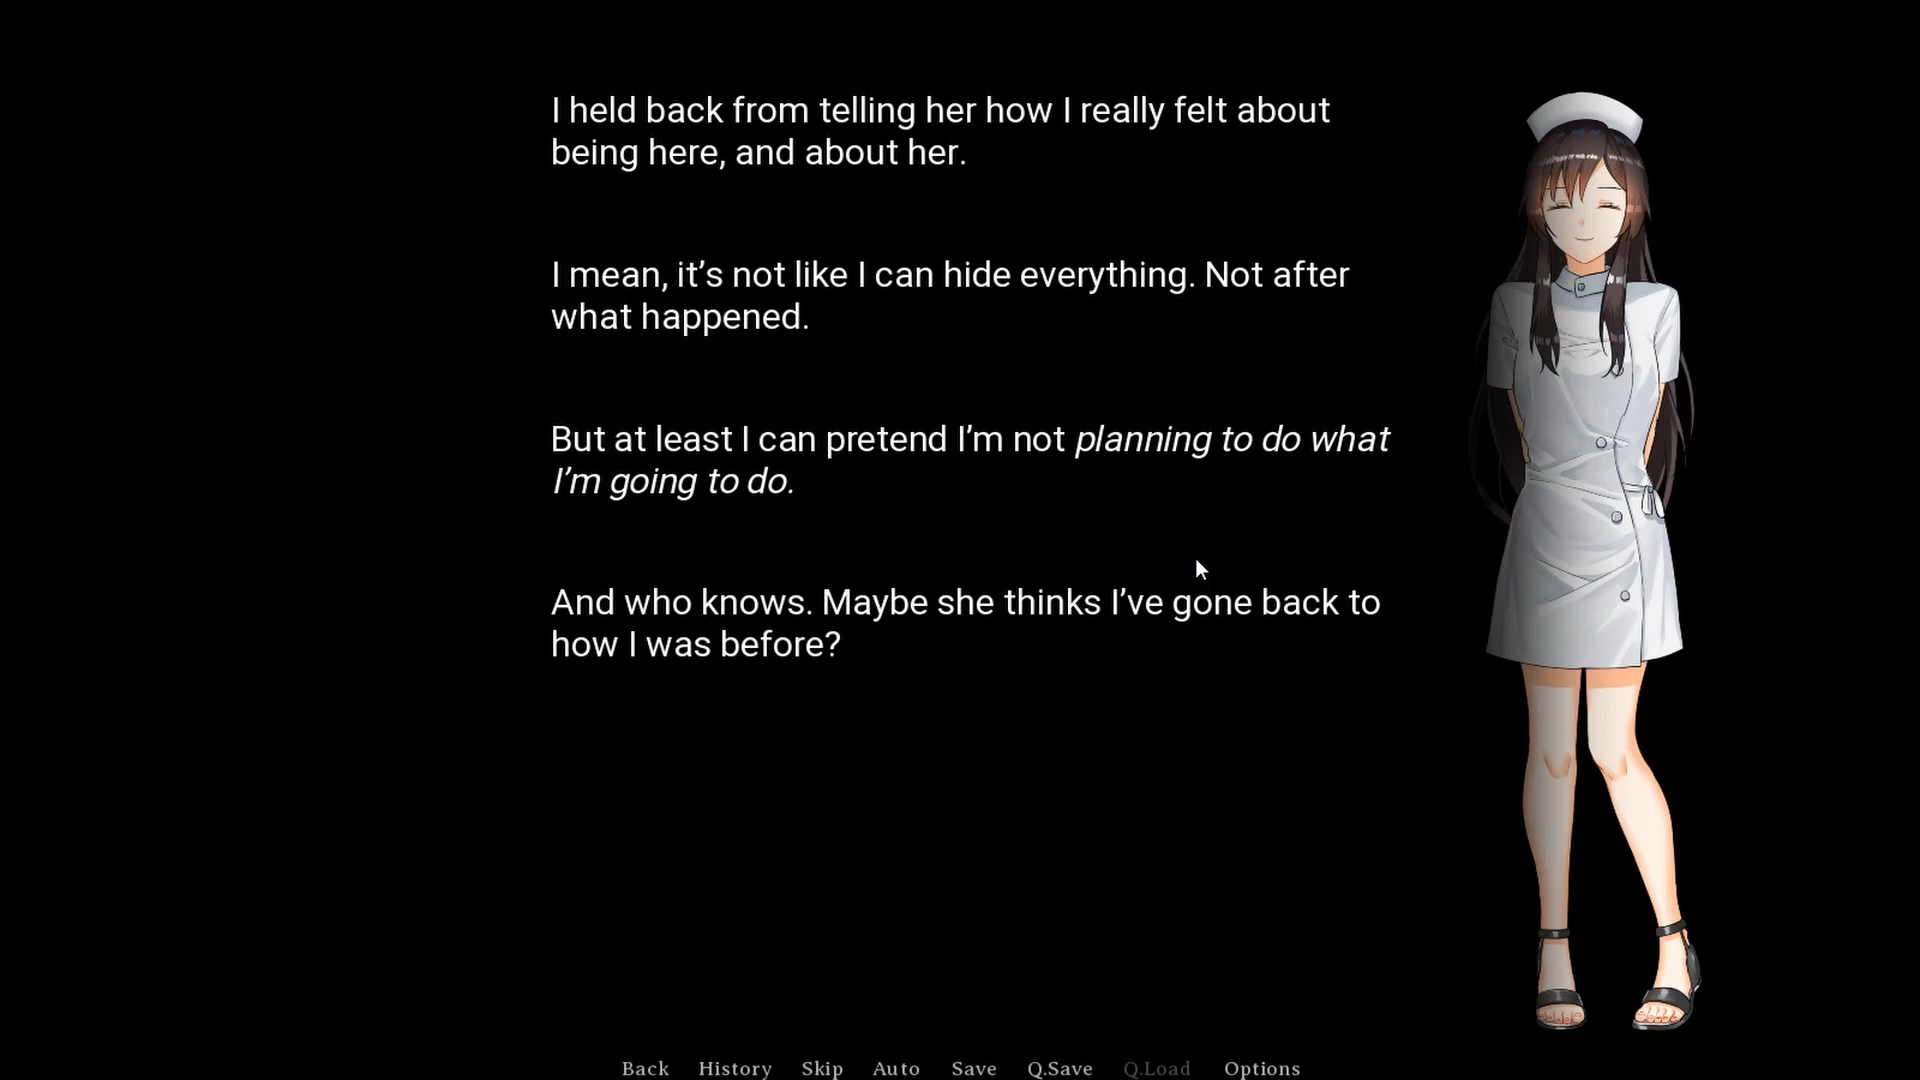 I held back from telling her how I really felt about
being here, and about her.
I mean, it’s not like I can hide everything. Not after
what happened.
But at least I can pretend I’m not planning to do what
I’m going to do.
And who knows. Maybe she thinks I’ve gone back to
how I was before?
Back History Skip Auto Save Q.Save Q.Load Options